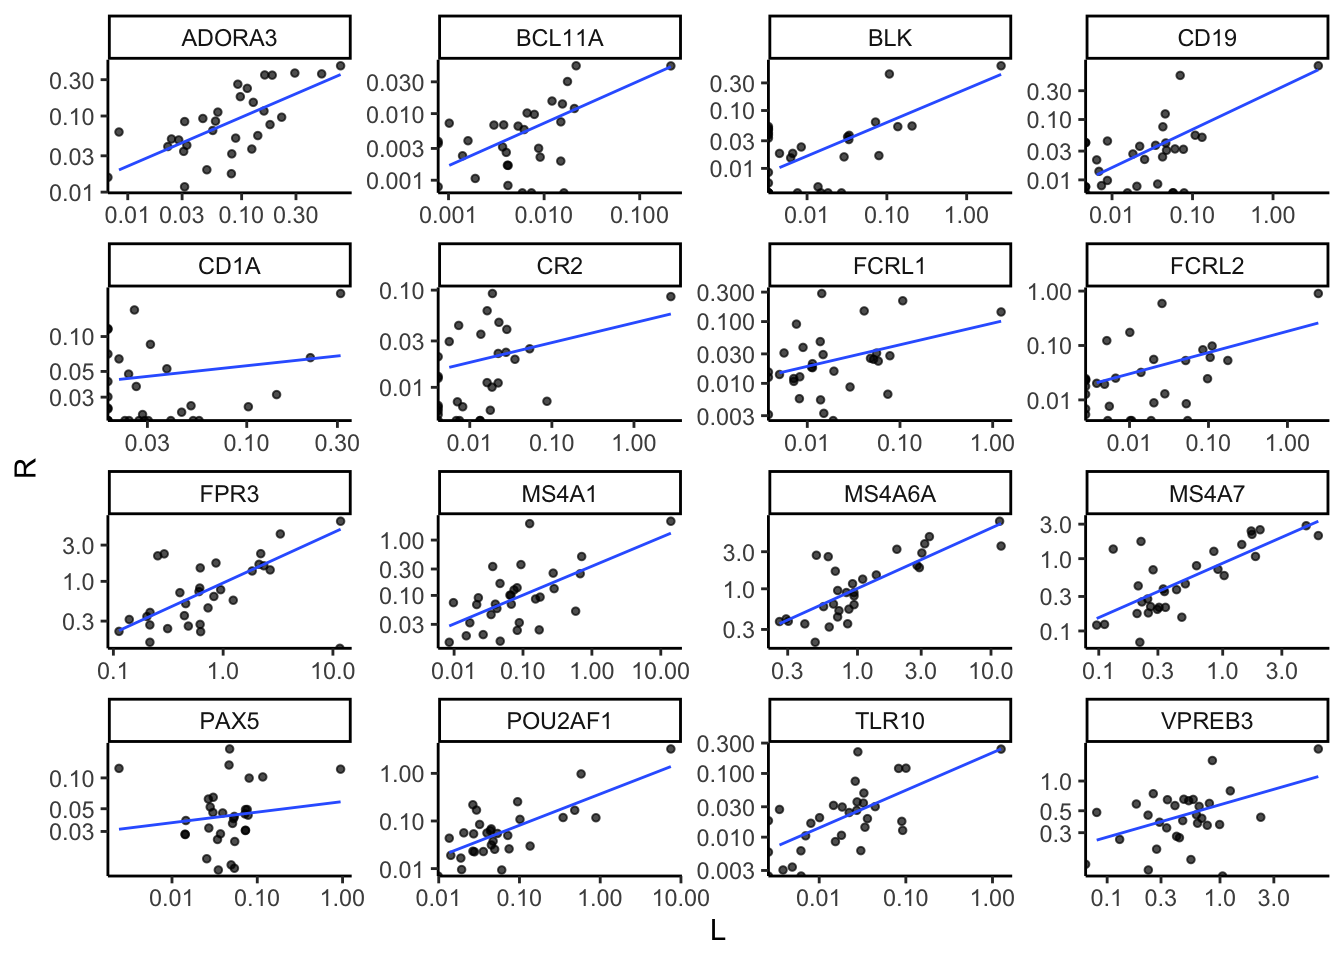 ADORA3 BCL11A BLK CD19
0.30 0.10 0.03 0.01
0.030 0.010 0.003 0.001
0.30 0.10 0.03 0.01
0.30 0.10 0.03 0.01
0.01 0.03 0.10 0.30
0.001 0.010 0.100
0.01 0.10 1.00
0.01 0.10 1.00
CD1A CR2 FCRL1 FCRL2
0.10 0.05 0.03
0.10 0.03 0.01
0.300 0.100 0.030 0.010 0.003
1.00 0.10 0.01
0.03 0.10 0.30
0.01 0.10 1.00
0.01 0.10 1.00
0.01 0.10 1.00
R
FPR3 MS4A1 MS4A6A MS4A7
3.0 1.0 0.3
1.00 0.30 0.10 0.03
3.0 1.0 0.3
3.0 1.0 0.3 0.1
0.1 1.0 10.0
0.01 0.10 1.00 10.00
0.3 1.0 3.0 10.0
0.1 0.3 1.0 3.0
PAX5 POU2AF1 TLR10 VPREB3
0.10 0.05 0.03
1.00 0.10 0.01
0.300 0.100 0.030 0.010 0.003
1.0 0.5 0.3
0.01 0.10 1.00
0.01 0.10 1.00 10.00
0.01 0.10 1.00
0.1 0.3 1.0 3.0
L